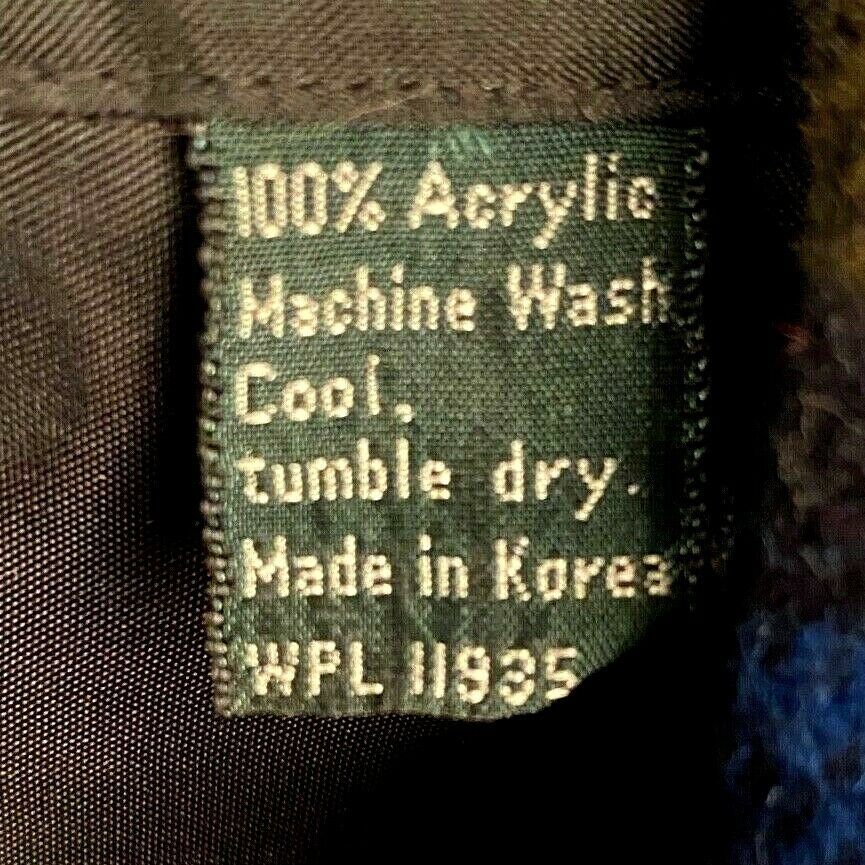 100% Acrylic
Machine Wash
Cool,
tumble dry.
Made in Korea
WPL 11935